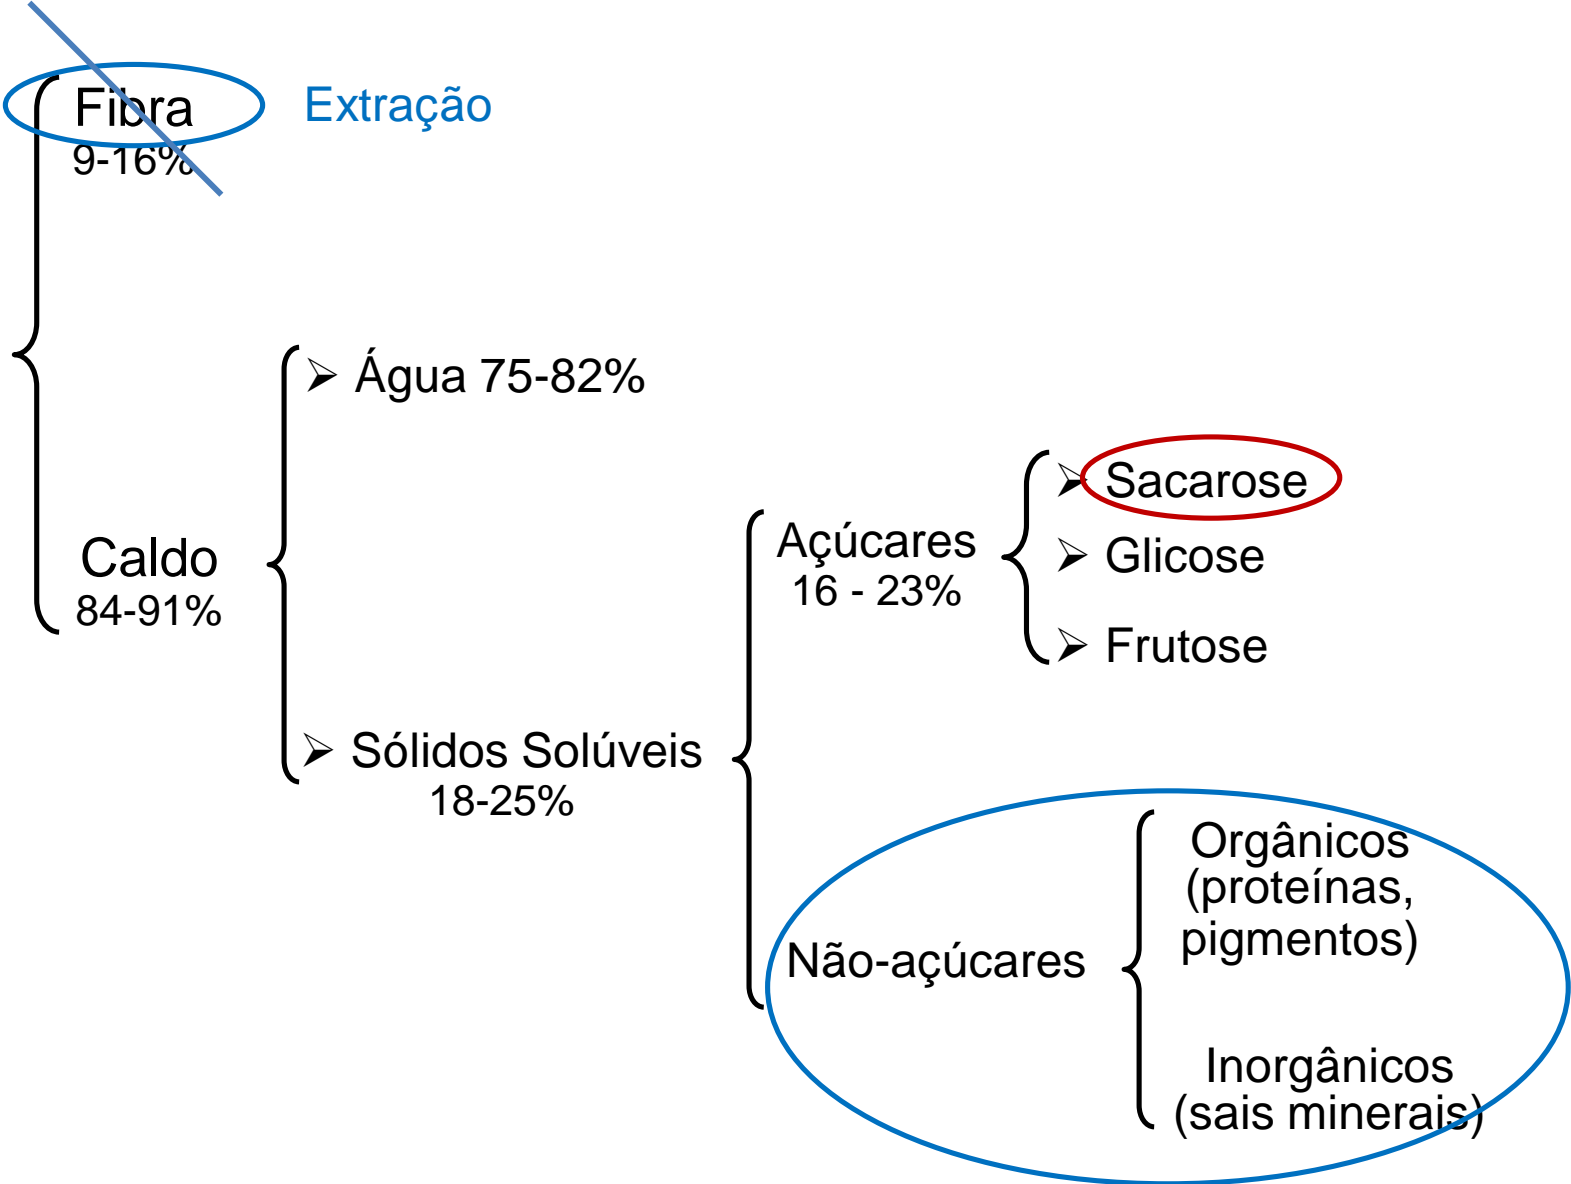 Fibra
9-16%
Extração
Caldo
84-91%
➢ Água 75-82%
➢ Sólidos Solúveis
18-25%
Açúcares
16 - 23%
➢ Sacarose
➢ Glicose
➢ Frutose
Não-açúcares
Orgânicos
(proteínas,
pigmentos)
Inorgânicos
(sais minerais)